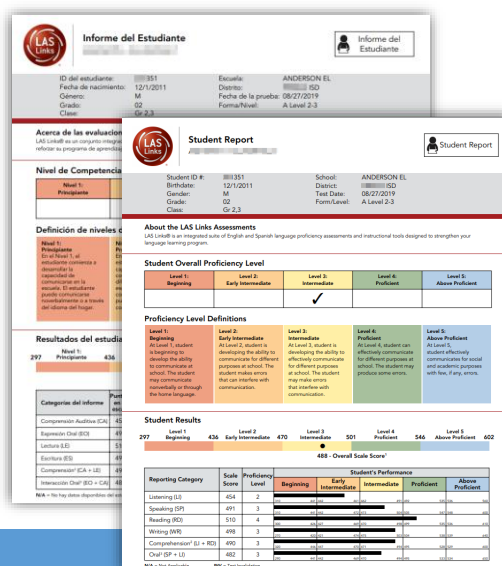 LAS
Links
Informe del Estudiante
Informe del
Estudiante
ID del estudiante: 351
Escuela: ANDERSON EL
Fecha de nacimiento: 12/1/2011
Distrito: ISD
Género: M
Fecha de la prueba: 08/27/2019
Grado: 02
Forma/Nivel: A Level 2-3
Clase: Gr 2,3
Acerca de las evaluacion
LAS Links® es un conjunto integra
reforzar su programa de aprendiz
Nivel de Competenci
Nivel 1:
Principiante
Definición de niveles d
Nivel 1:
Principiante
En el Nivel 1, el
estudiante comienza a
desarrollar la
capacidad de
comunicarse en la
escuela. El estudiante
puede comunicarse
noverbalmente o a través
del idioma del hogar.
Resultados del estudia
Nivel 1:
297 Principiante 436
Categorías del informe
Comprensión Auditiva (CA)
Expresión Oral (EO)
Lectura (LE)
Escritura (ES)
Comprensión² (CA + LE)
Interacción Oral³ (EO + CA)
N/A = No hay datos disponibles del es
LAS
Links
Student Report
Student Report
Student ID #: 351
School: ANDERSON EL
Birthdate: 12/1/2011
District: ISD
Gender: M
Test Date: 08/27/2019
Grade: 02
Form/Level: A Level 2-3
Class: Gr 2,3
About the LAS Links Assessments
LAS Links® is an integrated suite of English and Spanish language proficiency assessments and instructional tools designed to strengthen your
language learning program.
Student Overall Proficiency Level
Level 1: Level 2: Level 3: Level 4: Level 5:
Beginning Early Intermediate Intermediate Proficient Above Proficient
✓
Proficiency Level Definitions
Level 1:
Beginning
At Level 1, student
is beginning to
develop the ability
to communicate at
school. The student
may communicate
nonverbally or through
the home language.
Level 2:
Early Intermediate
At Level 2, student is
developing the ability to
communicate for different
purposes at school. The
student makes errors
that can interfere with
communication.
Level 3:
Intermediate
At Level 3, student is
developing the ability to
effectively communicate
for different purposes
at school. The student
may make errors
that interfere with
communication.
Level 4:
Proficient
At Level 4, student can
effectively communicate
for different purposes
at school. The student may
produce some errors.
Level 5:
Above Proficient
At Level 5,
student effectively
communicates for social
and academic purposes
with few, if any, errors.
Student Results
Level 1 Level 2 Level 3 Level 4 Level 5
297 Beginning 436 Early Intermediate 470 Intermediate 501 Proficient 546 Above Proficient 602
488 - Overall Scale Score¹
Reporting Category Scale Score Proficiency Level Student's Performance
Beginning Early Intermediate Intermediate Proficient Above Proficient
Listening (LI) 454 2
Speaking (SP) 491 3
Reading (RD) 510 4
Writing (WR) 498 3
Comprehension² (LI + RD) 490 3
Oral³ (SP + LI) 482 3